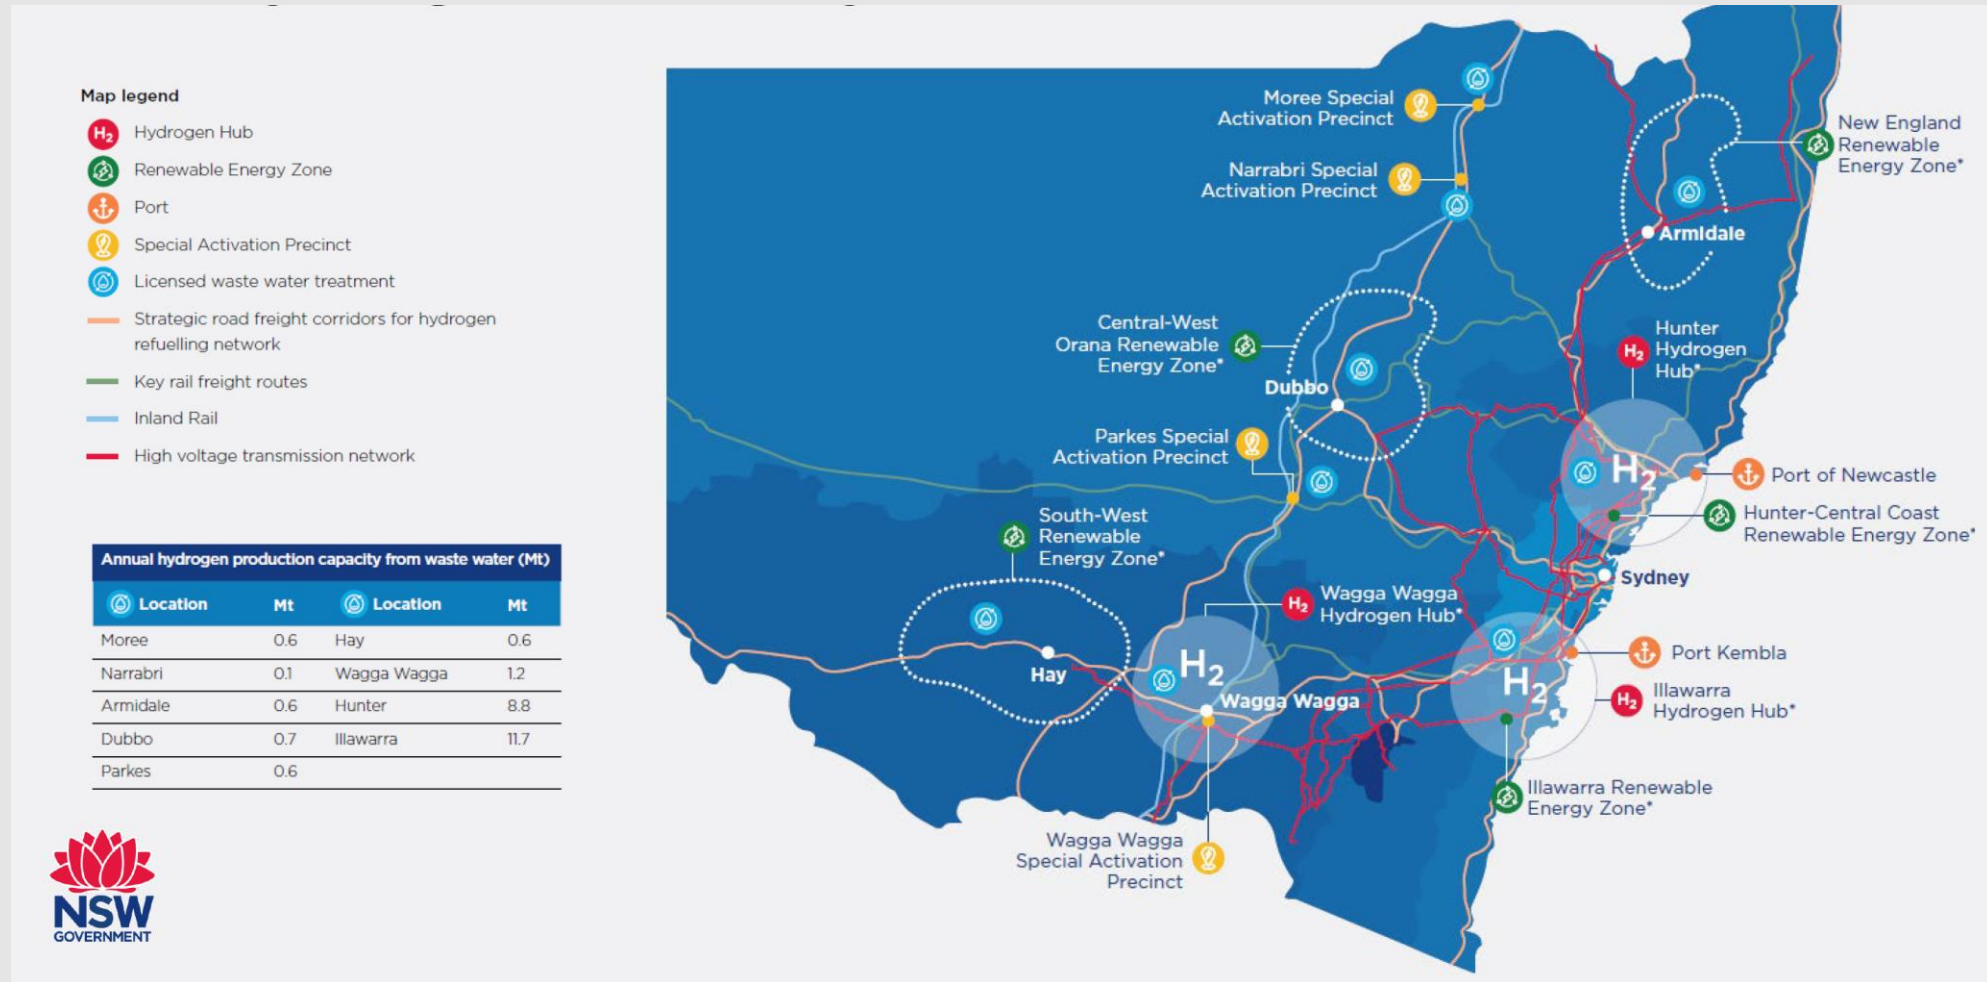 Map legend
H2 Hydrogen Hub
Renewable Energy Zone
Port
Special Activation Precinct
Licensed waste water treatment
Strategic road freight corridors for hydrogen
refuelling network
Key rail freight routes
Inland Rail
High voltage transmission network
Annual hydrogen production capacity from waste water (Mt)
Location Mt Location Mt
Moree 0.6 Hay 0.6
Narrabri 0.1 Wagga Wagga 1.2
Armidale 0.6 Hunter 8.8
Dubbo 0.7 Illawarra 11.7
Parkes 0.6
NSW
GOVERNMENT
Moree Special
Activation Precinct
Narrabri Special
Activation Precinct
New England
Renewable
Energy Zone*
Armidale
Central-West
Orana Renewable
Energy Zone*
Dubbo
Hunter
H2 Hydrogen
Hub*
Parkes Special
Activation Precinct
H2
Port of Newcastle
Hunter-Central Coast
Renewable Energy Zone*
South-West
Renewable
Energy Zone*
Sydney
Wagga Wagga
H2 Hydrogen Hub*
Hay
H2
Wagga Wagga
Port Kembla
H2
H2 Illawarra
Hydrogen Hub*
Illawarra Renewable
Energy Zone*
Wagga Wagga
Special Activation
Precinct